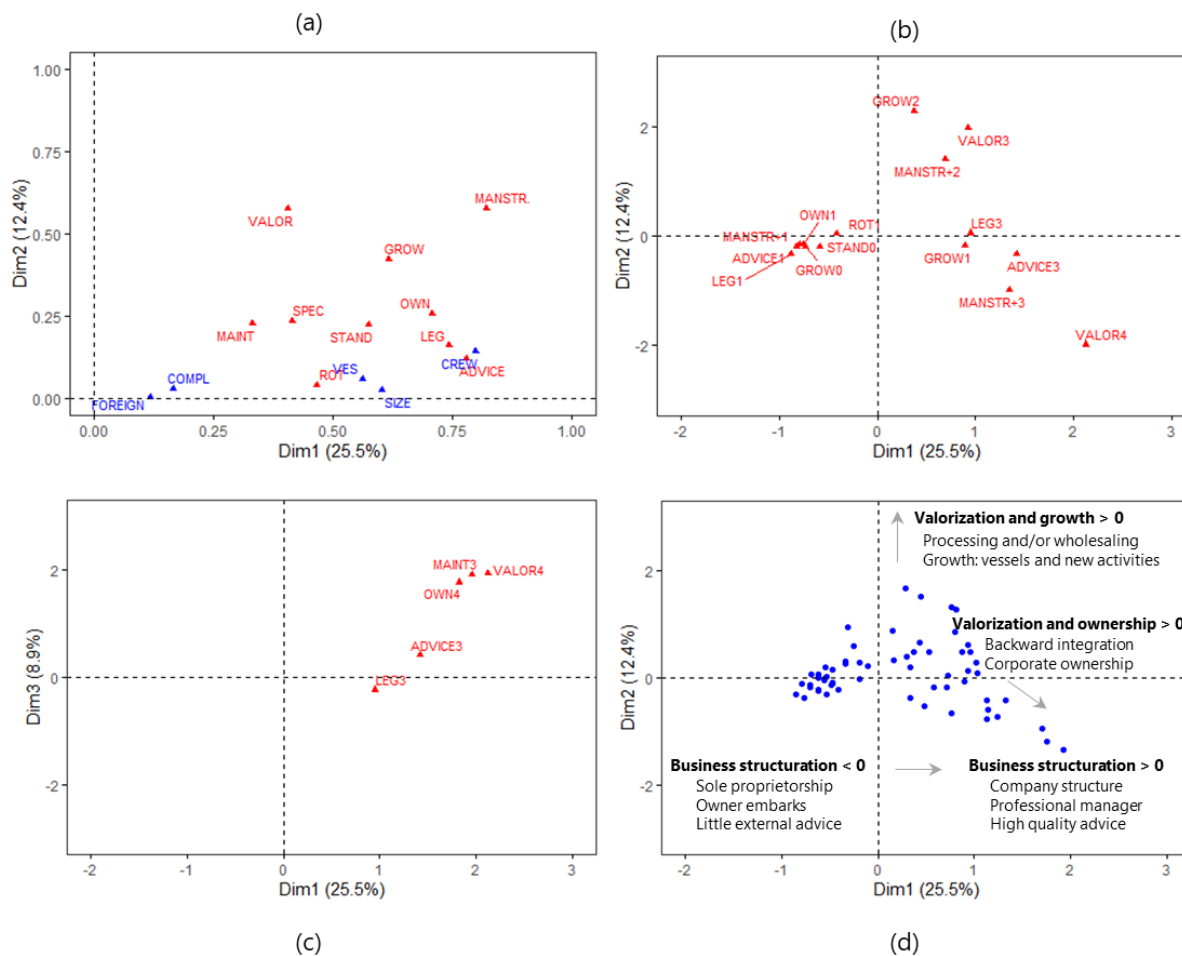 (a)
1.00
0.75
0.50
0.25
0.00
Dim2 (12.4%)
VALOR
MANSTR.
GROW
OWN
SPEC
MAINT
STAND
LEG
CREW
ADVICE
VES
ROT
COMPL
SIZE
FOREIGN
0.00 0.25 0.50 0.75 1.00
Dim1 (25.5%)
(b)
2
0
-2
Dim2 (12.4%)
GROW2
VALOR3
MANSTR+2
OWN1
ROT1
LEG3
MANSTR+1
STAND0
GROW1
ADVICE1
GROW0
ADVICE3
LEG1
MANSTR+3
VALOR4
-2 -1 0 1 2 3
Dim1 (25.5%)
2
0
-2
Dim3 (8.9%)
MAINT3
VALOR4
OWN4
ADVICE3
LEG3
-2 -1 0 1 2 3
Dim1 (25.5%)
(c)
2
0
-2
Dim2 (12.4%)
Valorization and growth > 0
Processing and/or wholesaling
Growth: vessels and new activities
Valorization and ownership > 0
Backward integration
Corporate ownership
Business structuration < 0
Sole proprietorship
Owner embarks
Little external advice
Business structuration > 0
Company structure
Professional manager
High quality advice
-2 -1 0 1 2 3
Dim1 (25.5%)
(d)